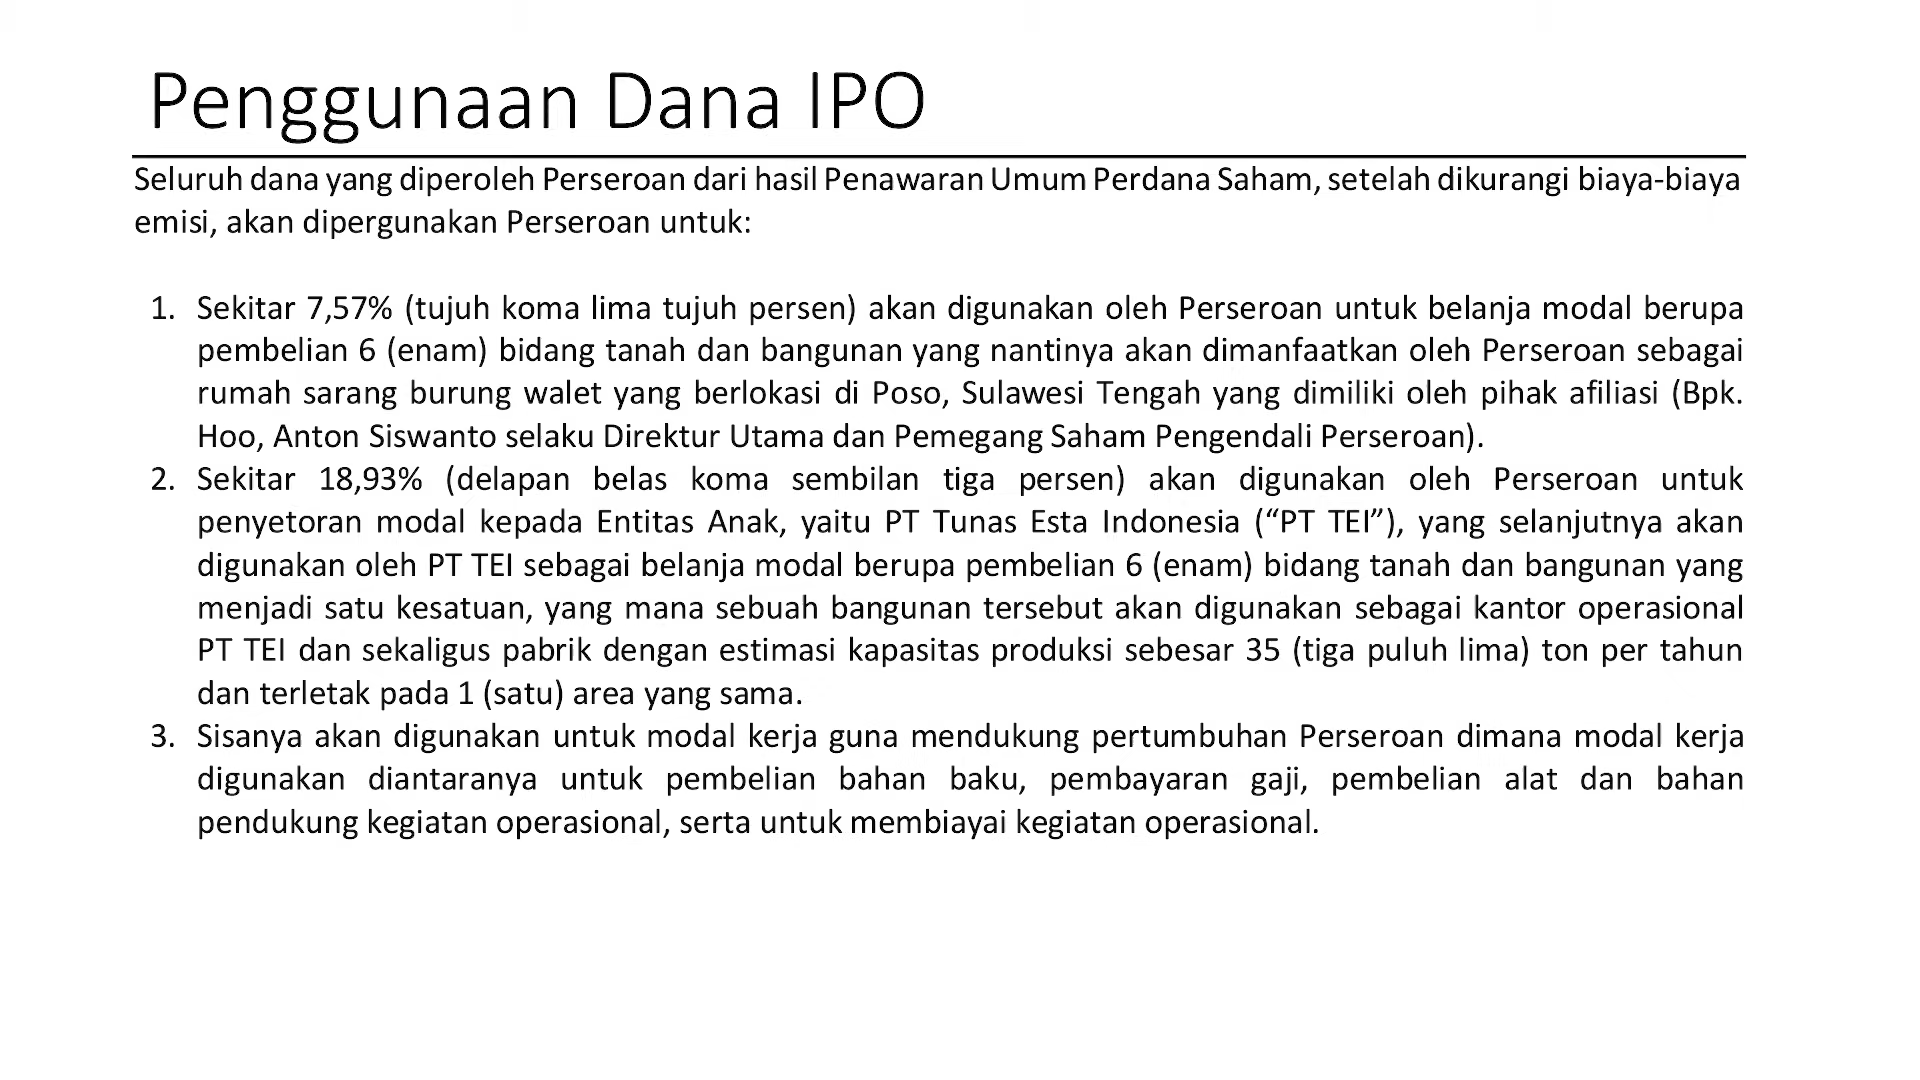 Penggunaan Dana IPO
Seluruh dana yang diperoleh Perseroan dari hasil Penawaran Umum Perdana Saham, setelah dikurangi biaya-biaya
emisi, akan dipergunakan Perseroan untuk:
1. Sekitar 7,57% (tujuh koma lima tujuh persen) akan digunakan oleh Perseroan untuk belanja modal berupa
pembelian 6 (enam) bidang tanah dan bangunan yang nantinya akan dimanfaatkan oleh Perseroan sebagai
rumah sarang burung walet yang berlokasi di Poso, Sulawesi Tengah yang dimiliki oleh pihak afiliasi (Bpk.
Hoo, Anton Siswanto selaku Direktur Utama dan Pemegang Saham Pengendali Perseroan).
2. Sekitar 18,93% (delapan belas koma sembilan tiga persen) akan digunakan oleh Perseroan untuk
penyetoran modal kepada Entitas Anak, yaitu PT Tunas Esta Indonesia (“PT TEI”), yang selanjutnya akan
digunakan oleh PT TEI sebagai belanja modal berupa pembelian 6 (enam) bidang tanah dan bangunan yang
menjadi satu kesatuan, yang mana sebuah bangunan tersebut akan digunakan sebagai kantor operasional
PT TEI dan sekaligus pabrik dengan estimasi kapasitas produksi sebesar 35 (tiga puluh lima) ton per tahun
dan terletak pada 1 (satu) area yang sama.
3. Sisanya akan digunakan untuk modal kerja guna mendukung pertumbuhan Perseroan dimana modal kerja
digunakan diantaranya untuk pembelian bahan baku, pembayaran gaji, pembelian alat dan bahan
pendukung kegiatan operasional, serta untuk membiayai kegiatan operasional.